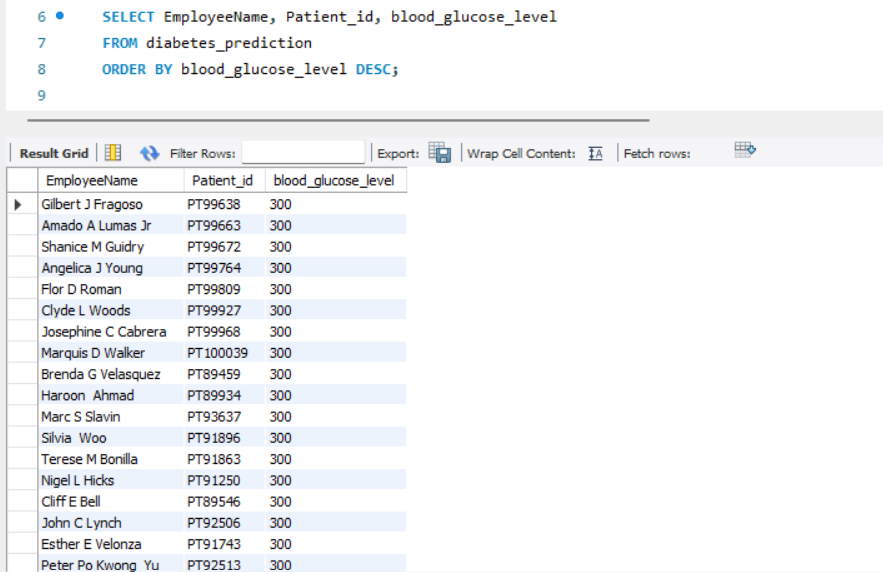 6 SELECT EmployeeName, Patient_id, blood_glucose_level
7 FROM diabetes_prediction
8 ORDER BY blood_glucose_level DESC;
9
Result Grid Filter Rows: Export: Wrap Cell Content: IA Fetch rows:
EmployeeName Patient_id blood_glucose_level
Gilbert J Fragoso PT99638 300
Amado A Lumas Jr PT99663 300
Shanice M Guidry PT99672 300
Angelica J Young PT99764 300
Flor D Roman PT99809 300
Clyde L Woods PT99927 300
Josephine C Cabrera PT99968 300
Marquis D Walker PT100039 300
Brenda G Velasquez PT89459 300
Haroon  Ahmad PT89934 300
Marc S Slavin PT93637 300
Silvia  Woo PT91896 300
Terese M Bonilla PT91863 300
Nigel L Hicks PT91250 300
Cliff E Bell PT89546 300
John C Lynch PT92506 300
Esther E Velonza PT91743 300
Peter Po Kwong  Yu PT92513 300